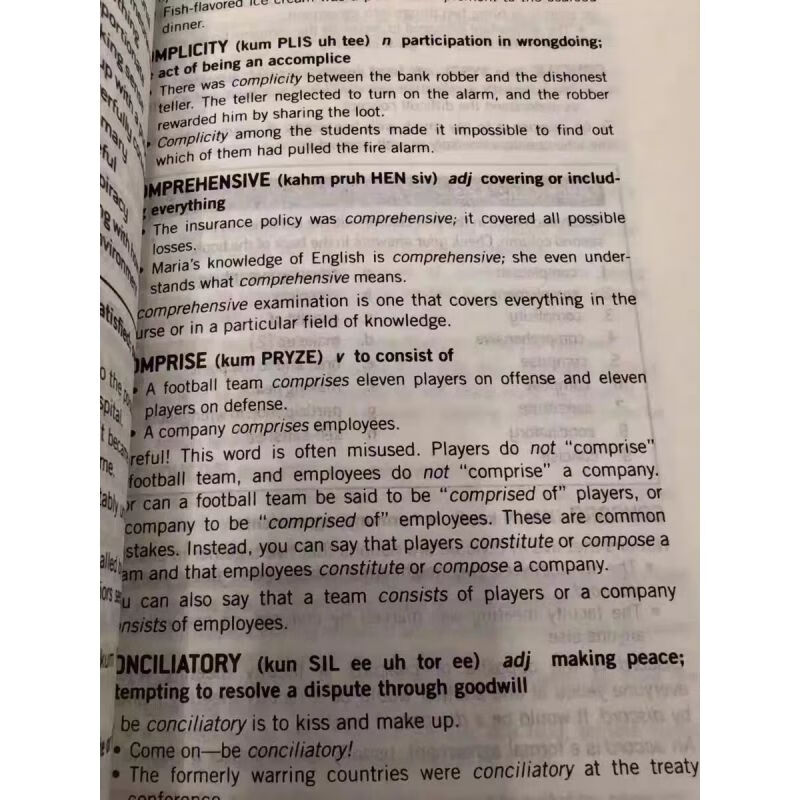 Fish-flavored ice cream was a
dinner.
MPLICITY (kum PLIS uh tee) n participation in wrongdoing;
act of being an accomplice
There was complicity between the bank robber and the dishonest
teller. The teller neglected to turn on the alarm, and the robber
rewarded him by sharing the loot.
• Complicity among the students made it impossible to find out
which of them had pulled the fire alarm.
OMPREHENSIVE (kahm pruh HEN siv) adj covering or includ-
everything
• The insurance policy was comprehensive; it covered all possible
losses.
• Maria's knowledge of English is comprehensive; she even under-
stands what comprehensive means.
comprehensive examination is one that covers everything in the
urse or in a particular field of knowledge.
OMPRISE (kum PRYZE) v to consist of
• A football team comprises eleven players on offense and eleven
players on defense.
• A company comprises employees.
reful! This word is often misused. Players do not "comprise"
football team, and employees do not "comprise" a company.
or can a football team be said to be "comprised of" players, or
company to be "comprised of" employees. These are common
stakes. Instead, you can say that players constitute or compose a
am and that employees constitute or compose a company.
u can also say that a team consists of players or a company
nsists of employees.
ONCILIATORY (kun SIL ee uh tor ee) adj making peace;
tempting to resolve a dispute through goodwill
be conciliatory is to kiss and make up.
• Come on—be conciliatory!
• The formerly warring countries were conciliatory at the treaty
conference.